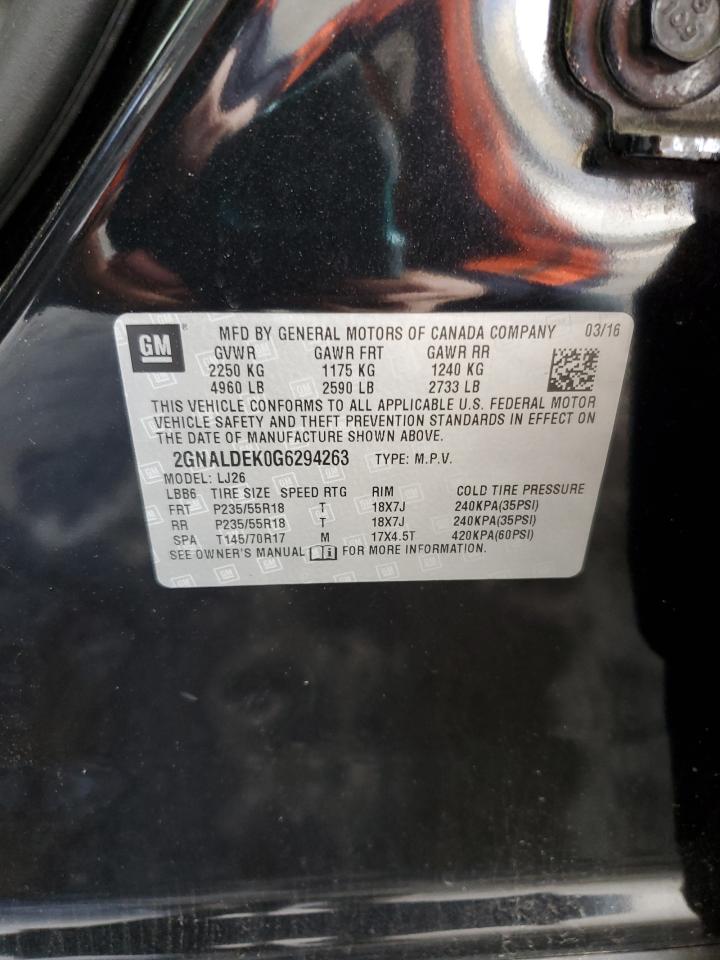 GM ® MFD BY GENERAL MOTORS OF CANADA COMPANY 03/16
GVWR GAWR FRT GAWR RR
2250 KG 1175 KG 1240 KG
4960 LB 2590 LB 2733 LB
THIS VEHICLE CONFORMS TO ALL APPLICABLE U.S. FEDERAL MOTOR
VEHICLE SAFETY AND THEFT PREVENTION STANDARDS IN EFFECT ON
THE DATE OF MANUFACTURE SHOWN ABOVE.
2GNALDEK0G6294263 TYPE: M.P.V.
MODEL: LJ26
LBB6 TIRE SIZE SPEED RTG RIM COLD TIRE PRESSURE
FRT P235/55R18 T 18X7J 240KPA(35PSI)
RR P235/55R18 T 18X7J 240KPA(35PSI)
SPA T145/70R17 M 17X4.5T 420KPA(60PSI)
SEE OWNER'S MANUAL FOR MORE INFORMATION.